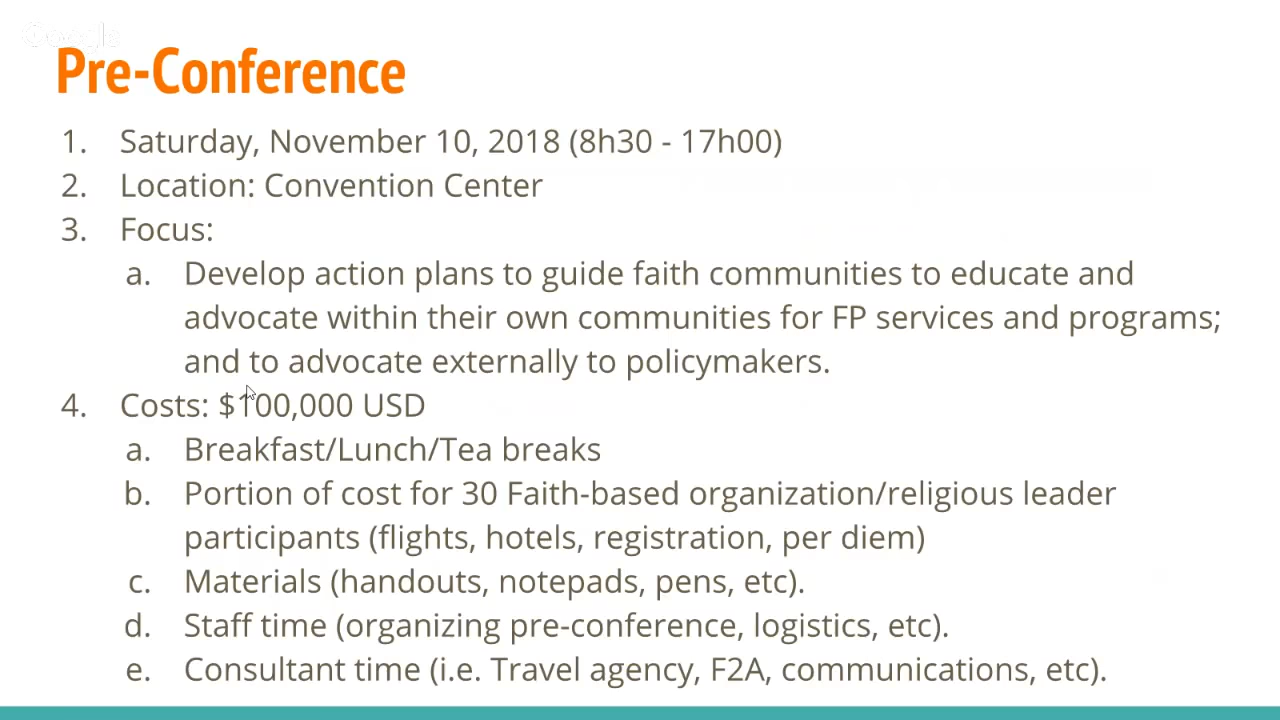 Google
Pre-Conference
1. Saturday, November 10, 2018 (8h30 - 17h00)
2. Location: Convention Center
3. Focus:
a. Develop action plans to guide faith communities to educate and
advocate within their own communities for FP services and programs;
and to advocate externally to policymakers.
4. Costs: $100,000 USD
a. Breakfast/Lunch/Tea breaks
b. Portion of cost for 30 Faith-based organization/religious leader
participants (flights, hotels, registration, per diem)
c. Materials (handouts, notepads, pens, etc).
d. Staff time (organizing pre-conference, logistics, etc).
e. Consultant time (i.e. Travel agency, F2A, communications, etc).